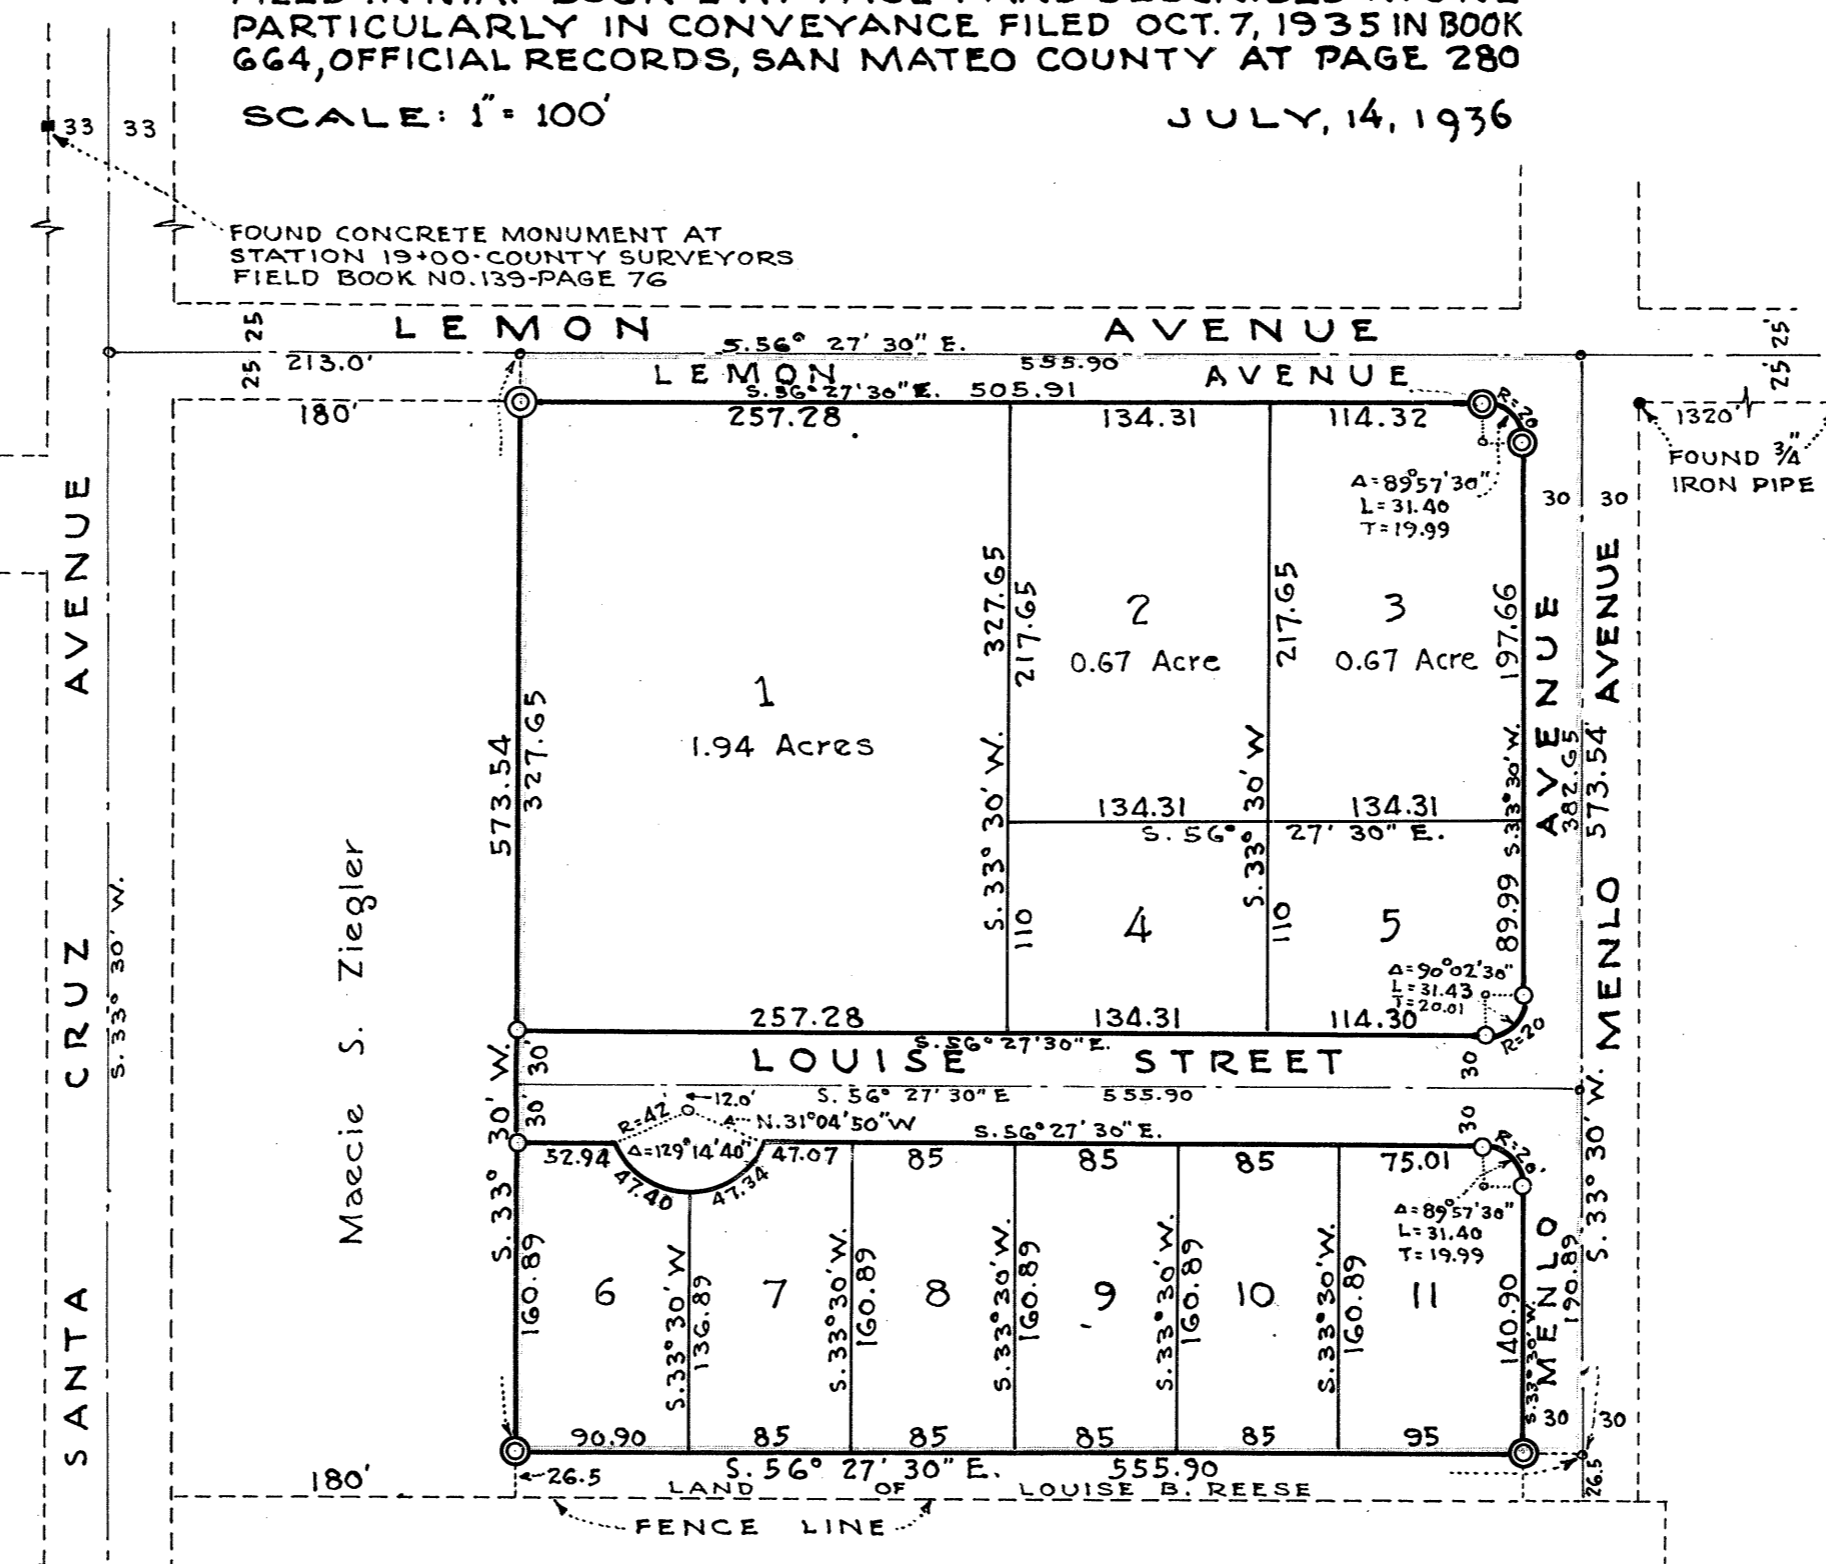 PARTICULARLY IN CONVEYANCE FILED OCT. 7, 1935 IN BOOK
664, OFFICIAL RECORDS, SAN MATEO COUNTY AT PAGE 280
SCALE: 1" = 100'
JULY, 14, 1936
33
33
FOUND CONCRETE MONUMENT AT
STATION 19+00-COUNTY SURVEYORS
FIELD BOOK NO. 139-PAGE 76
LEMON AVENUE
25 25
25' 25'
S. 56° 27' 30" E.
555.90
213.0'
25
LEMON AVENUE
S. 56° 27' 30" E. 505.91
180'
257.28
134.31
114.32
R=20
1320'
FOUND 3/4"
IRON PIPE
Δ=89°57'30"
L=31.40
T=19.99
30
30
327.65
217.65
217.65
197.66
1
1.94 Acres
2
0.67 Acre
3
0.67 Acre
573.54
327.65
S. 33° 30' W.
S. 33° 30' W
S. 33° 30' W.
134.31
134.31
S. 56° 27' 30" E.
382.65
573.54
110
110
89.99
4
5
Δ=90°02'30"
L=31.43
T=20.01
R=20
257.28
134.31
114.30
S. 56° 27' 30" E.
LOUISE STREET
30'
30'
30
30
S. 56° 27' 30" E
555.90
12.0'
R=42'
N. 31°04'50" W
Δ=129°14'40"
S. 56° 27' 30" E.
52.94
47.40
47.34
47.07
85
85
85
75.01
R=20'
Δ=89°57'30"
L=31.40
T=19.99
S. 33° 30' W.
160.89
6
S. 33° 30' W
136.89
7
S. 33° 30' W.
160.89
8
S. 33° 30' W.
160.89
9
S. 33° 30' W.
160.89
10
S. 33° 30' W.
160.89
11
140.90
S. 33° 30' W.
190.89
S. 33° 30' W.
MENLO AVENUE
MENLO AVENUE
30
30
90.90
85
85
85
85
95
S. 56° 27' 30" E.
555.90
26.5
26.5
180'
LAND OF LOUISE B. REESE
FENCE LINE
Maecie S. Ziegler
SANTA CRUZ AVENUE
S. 33° 30' W.